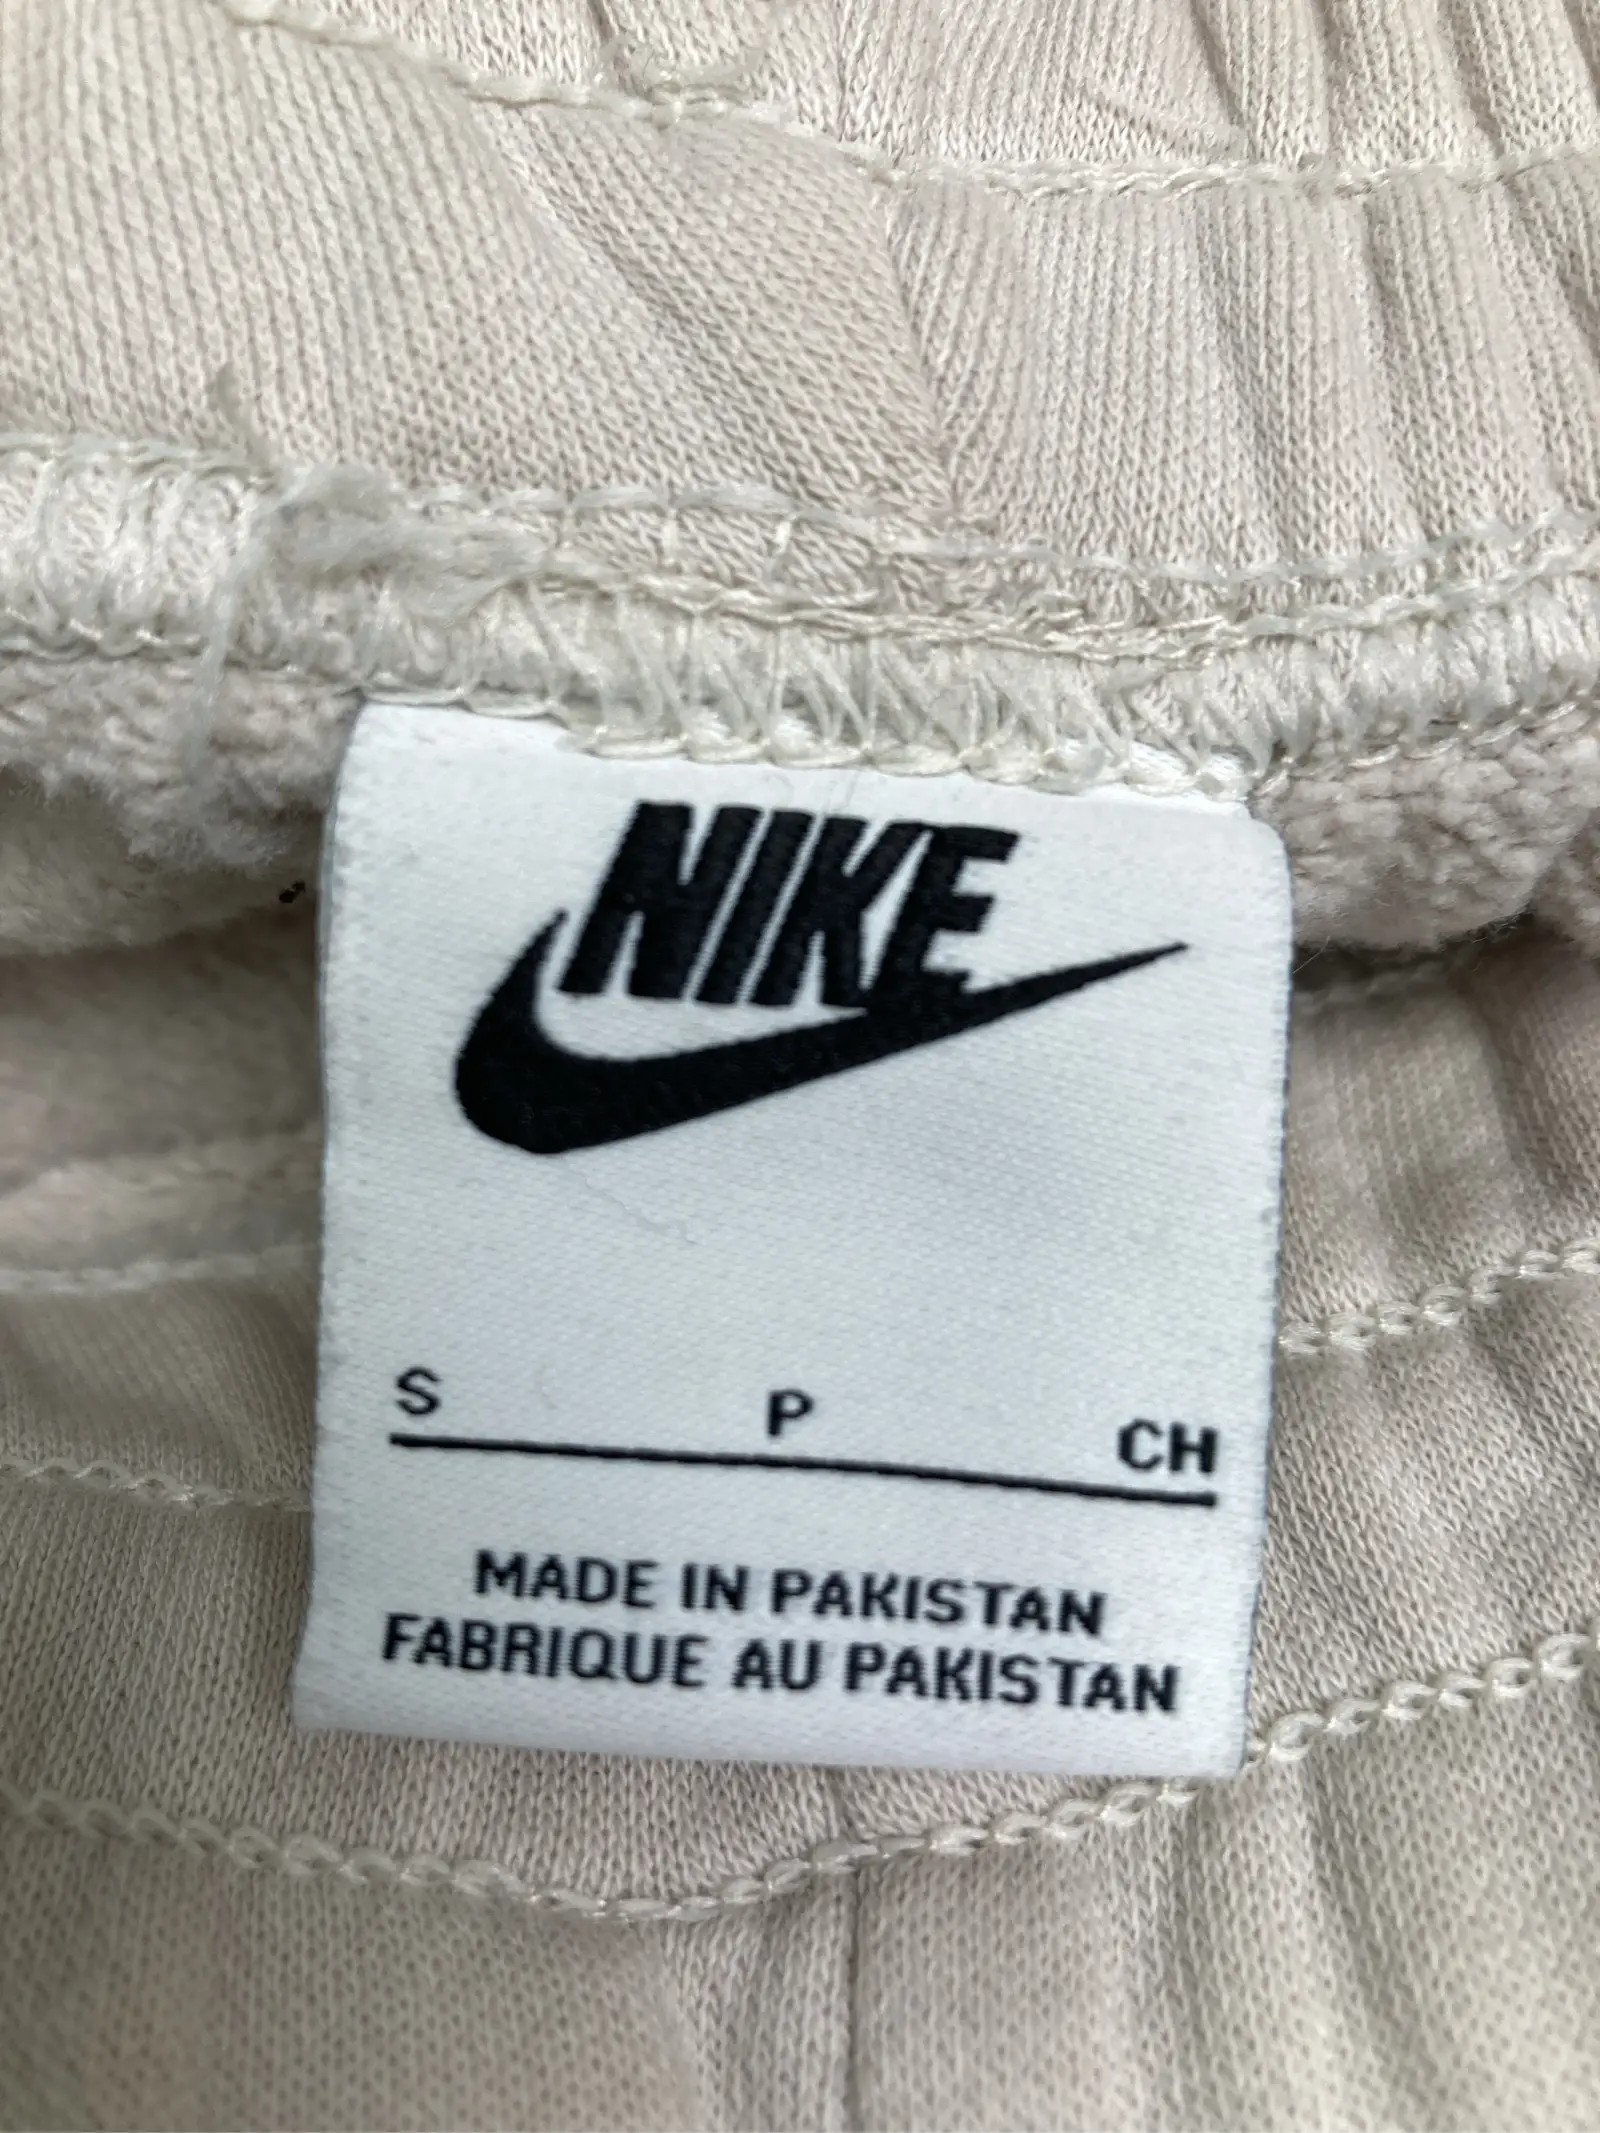 NIKE
S P CH
MADE IN PAKISTAN
FABRIQUE AU PAKISTAN